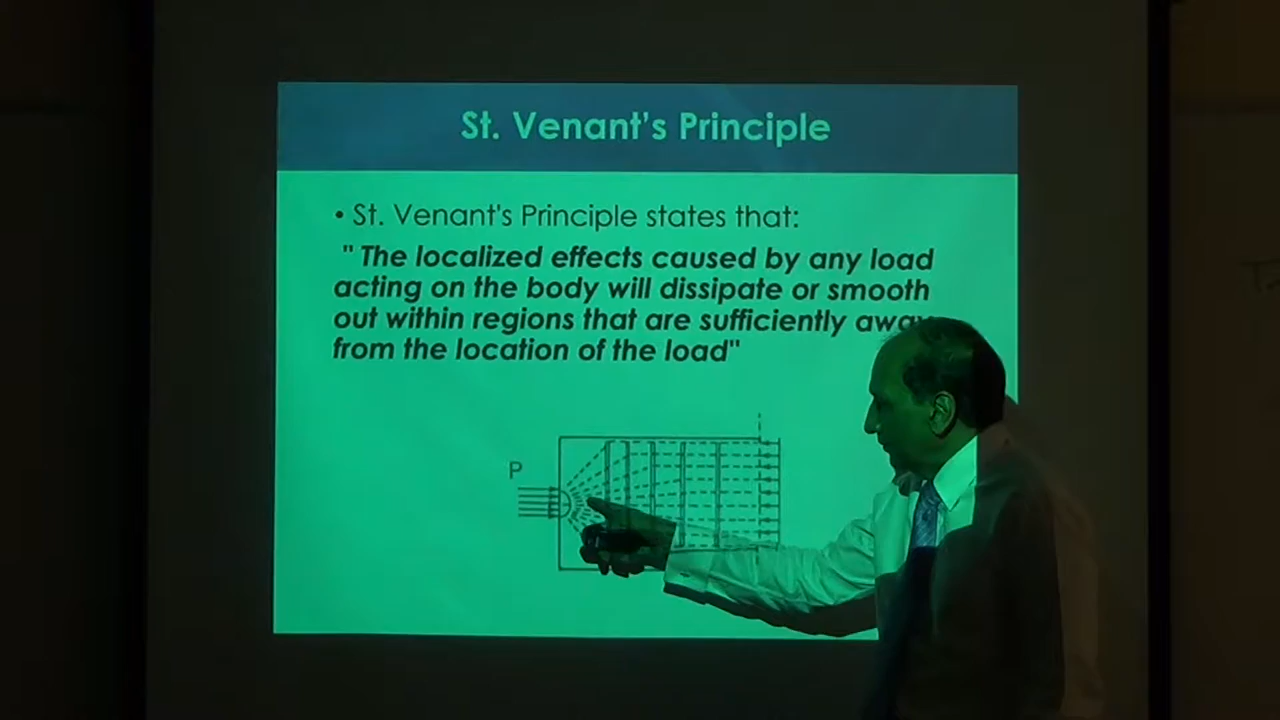 St. Venant's Principle
• St. Venant's Principle states that:
" The localized effects caused by any load
acting on the body will dissipate or smooth
out within regions that are sufficiently away
from the location of the load"
P